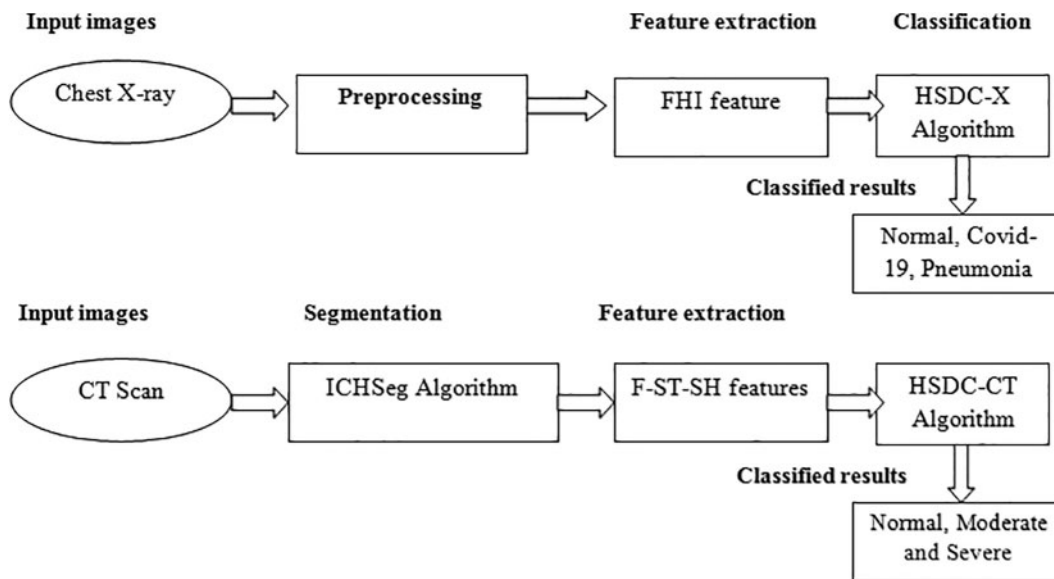 Input images
Feature extraction
Classification
Chest X-ray
Preprocessing
FHI feature
HSDC-X
Algorithm
Classified results
Normal, Covid-
19, Pneumonia
Input images
Segmentation
Feature extraction
CT Scan
ICHSeg Algorithm
F-ST-SH features
HSDC-CT
Algorithm
Classified results
Normal, Moderate
and Severe